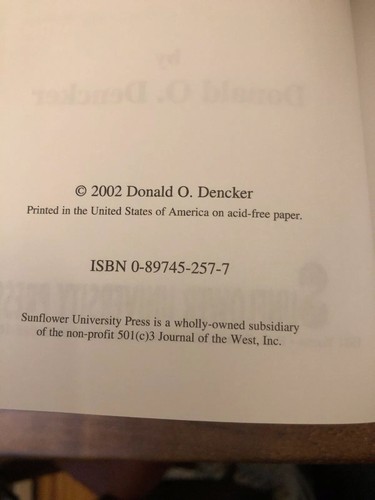 © 2002 Donald O. Dencker
Printed in the United States of America on acid-free paper.
ISBN 0-89745-257-7
Sunflower University Press is a wholly-owned subsidiary
of the non-profit 501(c)3 Journal of the West, Inc.